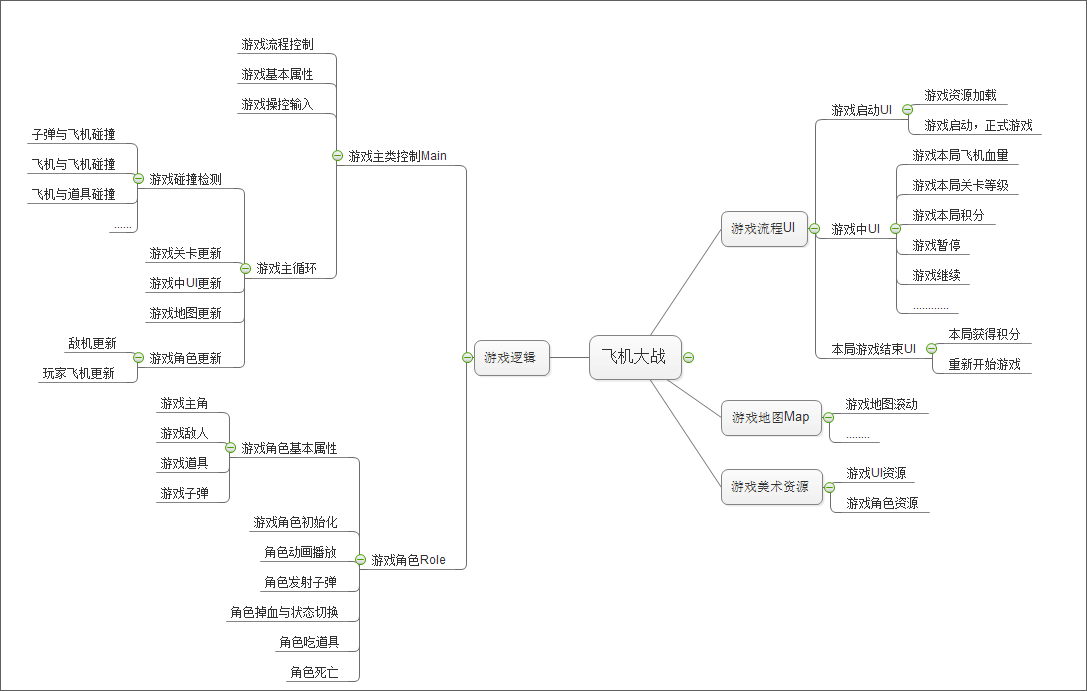 飞机大战
游戏流程UI
游戏启动UI
游戏资源加载
游戏启动，正式游戏
游戏中UI
游戏本局飞机血量
游戏本局关卡等级
游戏本局积分
游戏暂停
游戏继续
............
本局游戏结束UI
本局获得积分
重新开始游戏
游戏地图Map
游戏地图滚动
........
游戏美术资源
游戏UI资源
游戏角色资源
游戏逻辑
游戏主类控制Main
游戏流程控制
游戏基本属性
游戏操控输入
游戏主循环
游戏碰撞检测
子弹与飞机碰撞
飞机与飞机碰撞
飞机与道具碰撞
......
游戏关卡更新
游戏中UI更新
游戏地图更新
游戏角色更新
敌机更新
玩家飞机更新
游戏角色Role
游戏角色基本属性
游戏主角
游戏敌人
游戏道具
游戏子弹
游戏角色初始化
角色动画播放
角色发射子弹
角色掉血与状态切换
角色吃道具
角色死亡